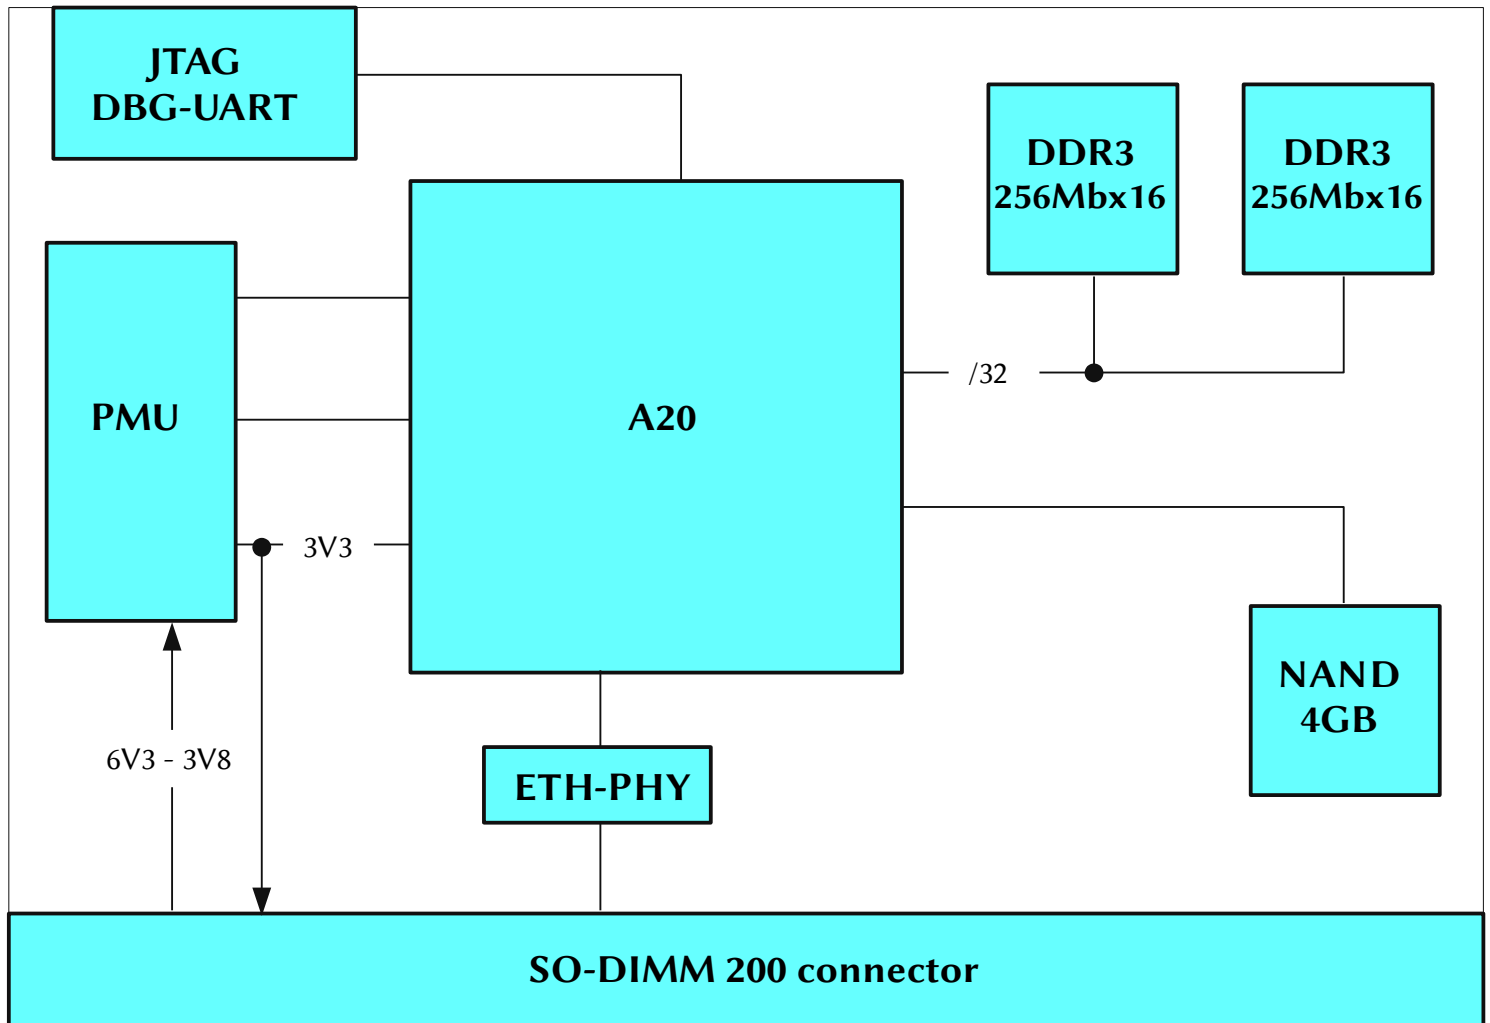 JTAG
DBG-UART
DDR3
256Mbx16
DDR3
256Mbx16
/32
PMU
A20
3V3
NAND
4GB
6V3 - 3V8
ETH-PHY
SO-DIMM 200 connector